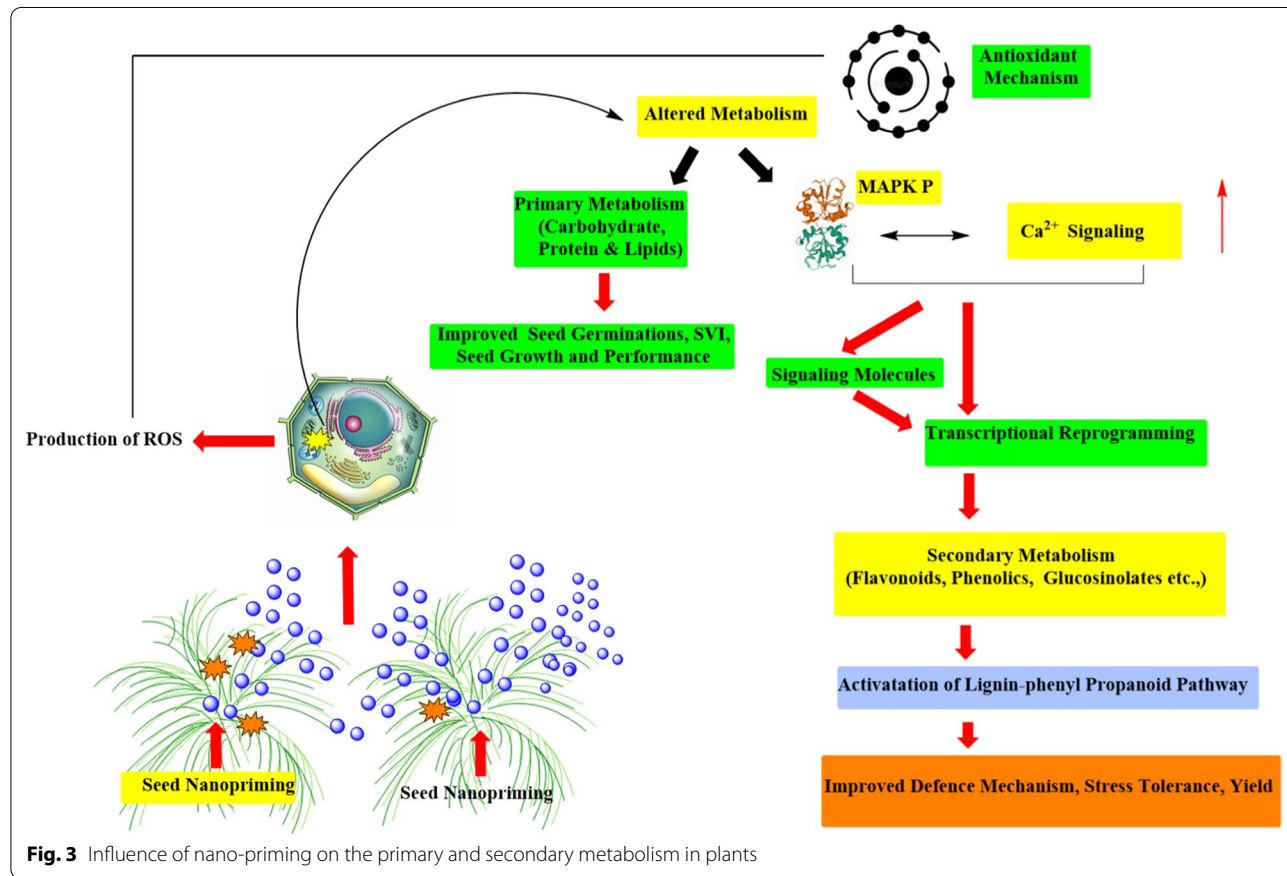 Antioxidant
Mechanism
Altered Metabolism
MAPK P
Primary Metabolism
(Carbohydrate,
Protein & Lipids)
Ca²⁺ Signaling
Improved Seed Germinations, SVI,
Seed Growth and Performance
Signaling Molecules
Production of ROS
Transcriptional Reprogramming
Secondary Metabolism
(Flavonoids, Phenolics, Glucosinolates etc.,)
Activatation of Lignin-phenyl Propanoid Pathway
Seed Nanopriming
Seed Nanopriming
Improved Defence Mechanism, Stress Tolerance, Yield
Fig. 3 Influence of nano-priming on the primary and secondary metabolism in plants